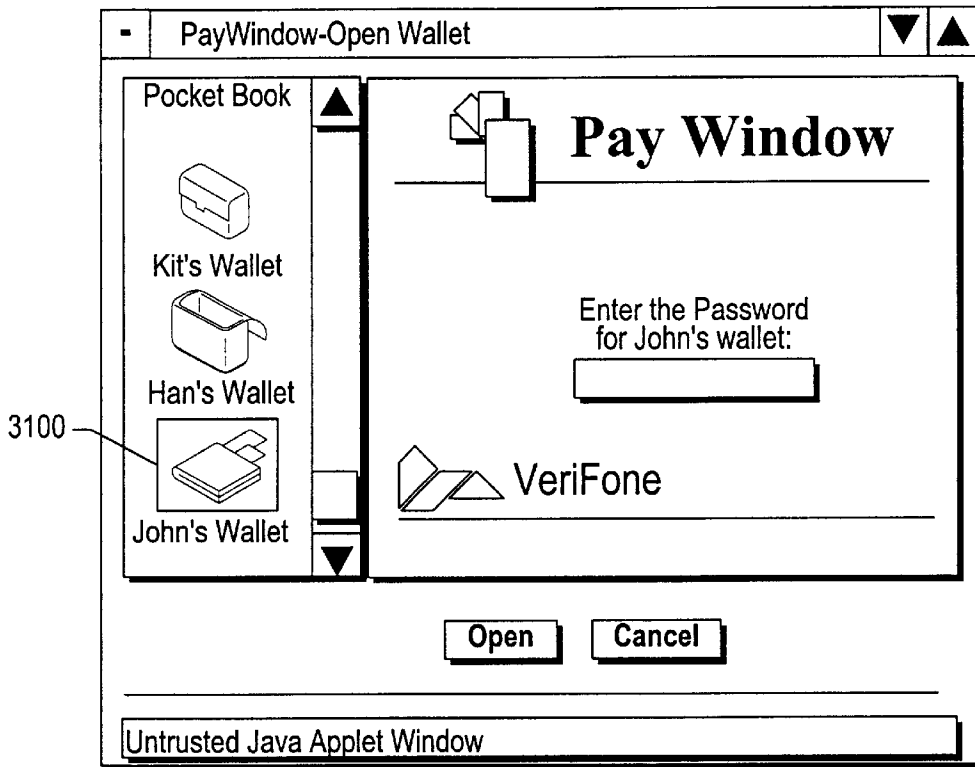 PayWindow-Open Wallet
Pocket Book
Kit's Wallet
Han's Wallet
3100
John's Wallet
Pay Window
Enter the Password
for John's wallet:
VeriFone
Open
Cancel
Untrusted Java Applet Window